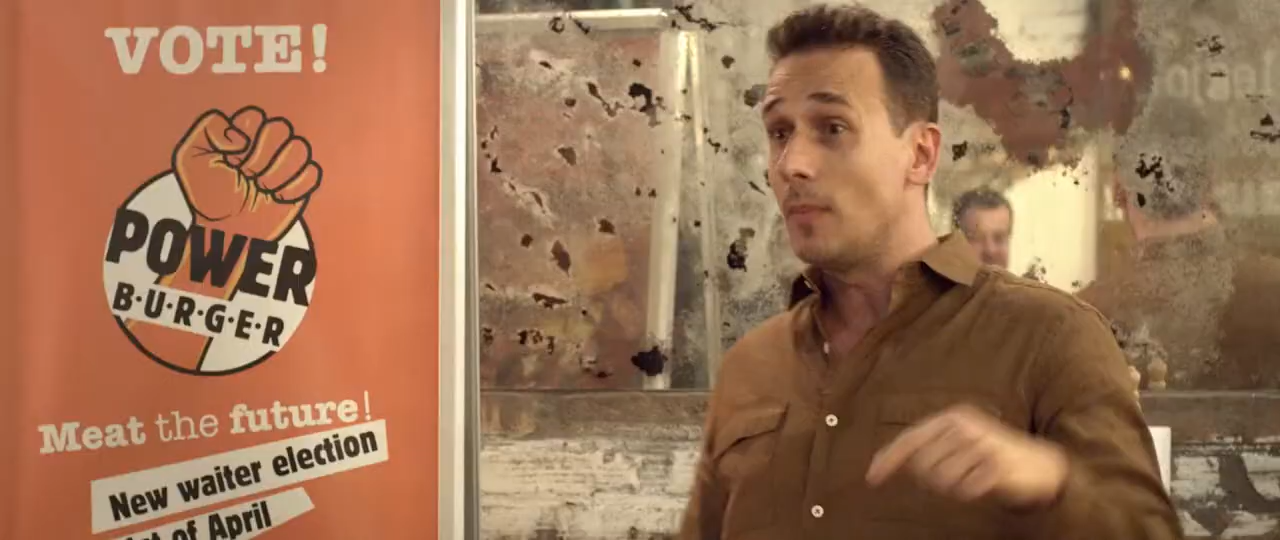 VOTE!
POWER
B·U·R·G·E·R
Meat the future!
New waiter election
of April